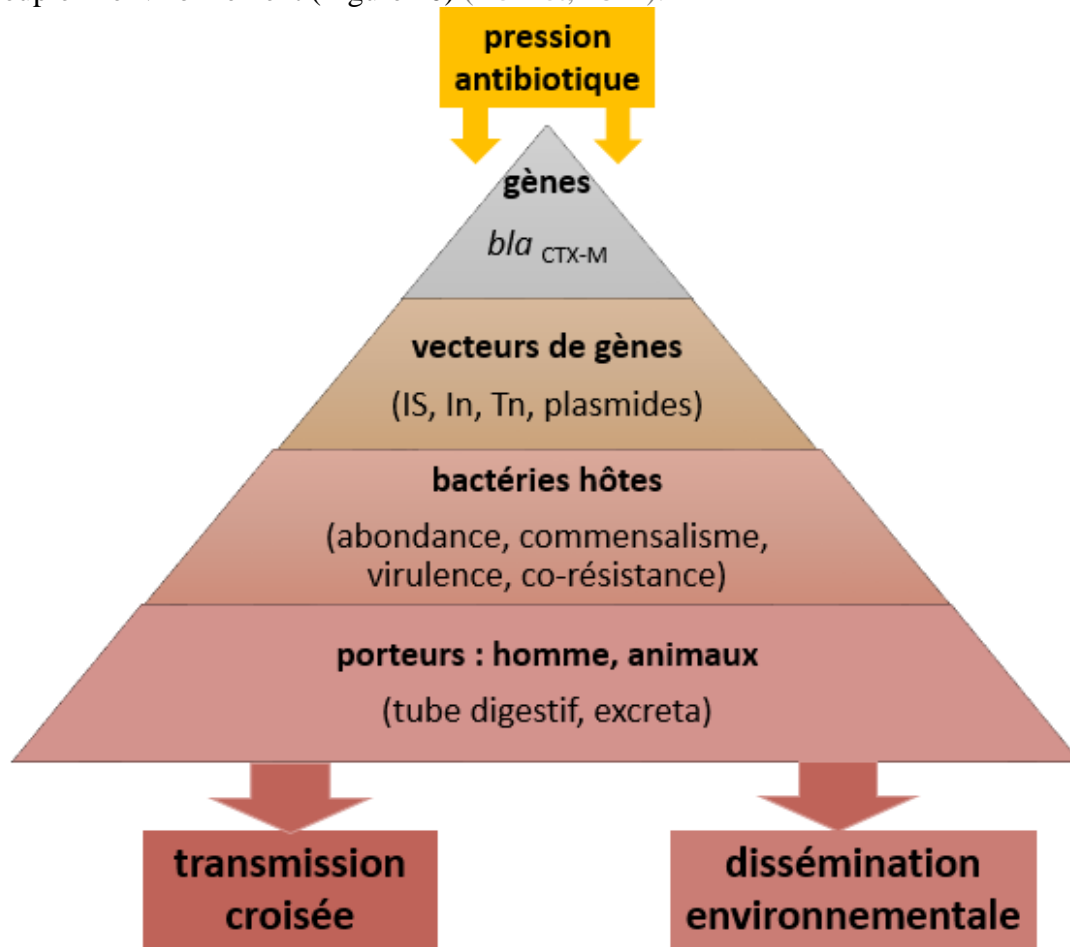 pression
antibiotique
gènes
bla CTX-M
vecteurs de gènes
(IS, In, Tn, plasmides)
bactéries hôtes
(abondance, commensalisme,
virulence, co-résistance)
porteurs : homme, animaux
(tube digestif, excreta)
transmission
croisée
dissémination
environnementale